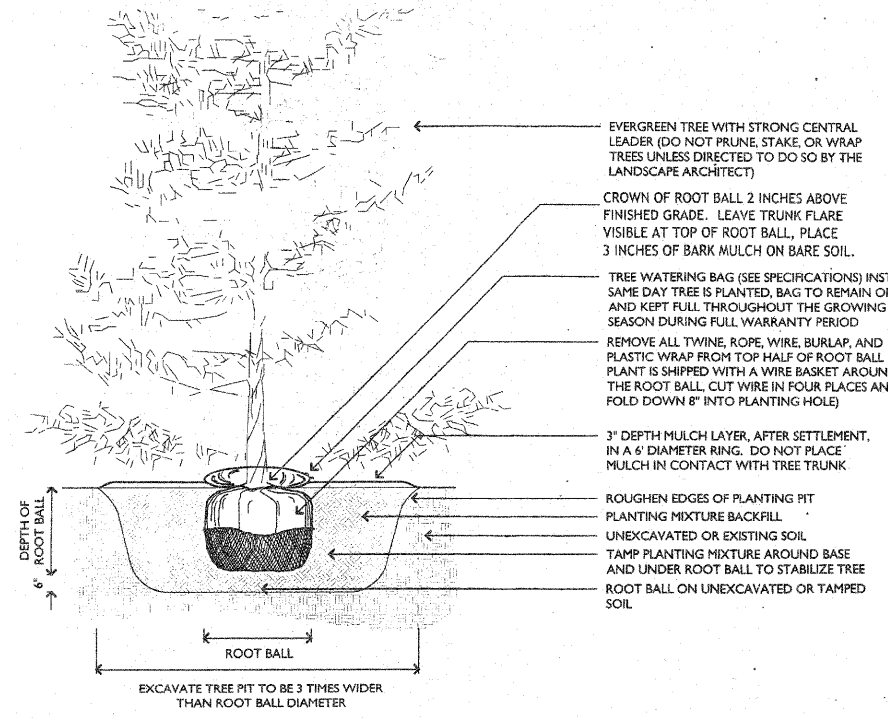 EVERGREEN TREE WITH STRONG CENTRAL
LEADER (DO NOT PRUNE, STAKE, OR WRAP
TREES UNLESS DIRECTED TO DO SO BY THE
LANDSCAPE ARCHITECT)
CROWN OF ROOT BALL 2 INCHES ABOVE
FINISHED GRADE. LEAVE TRUNK FLARE
VISIBLE AT TOP OF ROOT BALL, PLACE
3 INCHES OF BARK MULCH ON BARE SOIL.
TREE WATERING BAG (SEE SPECIFICATIONS)
SAME DAY TREE IS PLANTED, BAG TO REMAIN
AND KEPT FULL THROUGHOUT THE GROWING
SEASON DURING FULL WARRANTY PERIOD
REMOVE ALL TWINE, ROPE, WIRE, BURLAP, AND
PLASTIC WRAP FROM TOP HALF OF ROOT BALL
PLANT IS SHIPPED WITH A WIRE BASKET
THE ROOT BALL, CUT WIRE IN FOUR PLACES
FOLD DOWN 8" INTO PLANTING HOLE)
3" DEPTH MULCH LAYER, AFTER SETTLEMENT,
IN A 6' DIAMETER RING. DO NOT PLACE
MULCH IN CONTACT WITH TREE TRUNK
ROUGHEN EDGES OF PLANTING PIT
PLANTING MIXTURE BACKFILL
UNEXCAVATED OR EXISTING SOIL
TAMP PLANTING MIXTURE AROUND BASE
AND UNDER ROOT BALL TO STABILIZE TREE
ROOT BALL ON UNEXCAVATED OR TAMPED
SOIL
DEPTH OF
ROOT BALL
6"
ROOT BALL
EXCAVATE TREE PIT TO BE 3 TIMES WIDER
THAN ROOT BALL DIAMETER